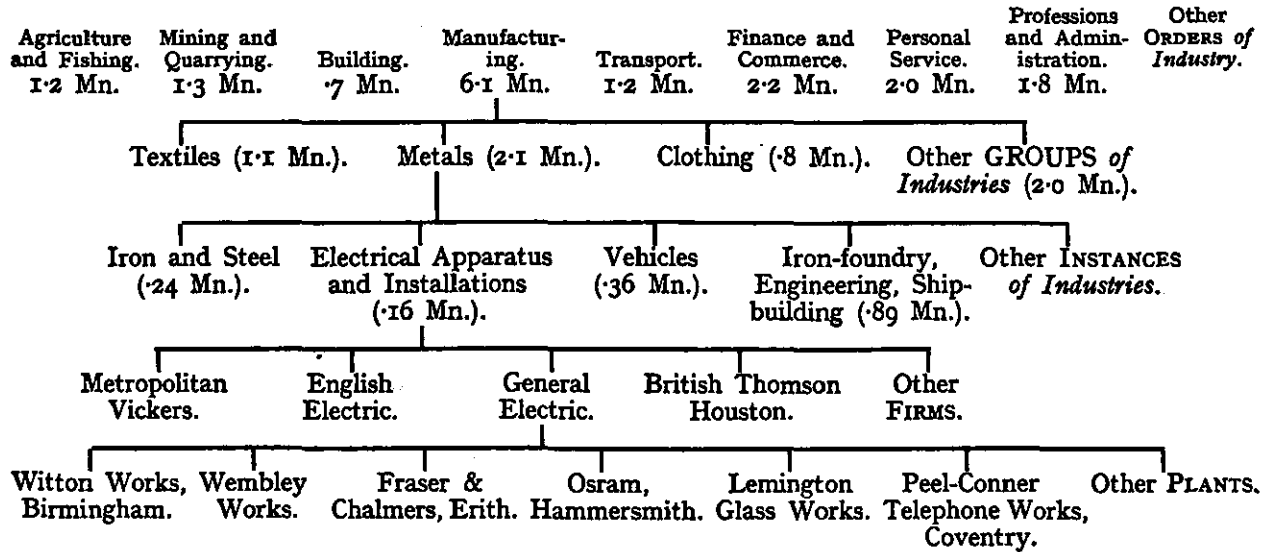 Agriculture and Fishing. 1·2 Mn.
Mining and Quarrying. 1·3 Mn.
Building. ·7 Mn.
Manufactur-
ing.
6·1 Mn.
Transport. 1·2 Mn.
Finance and Commerce. 2·2 Mn.
Personal Service. 2·0 Mn.
Professions
and Admin-
istration.
1·8 Mn.
Other
ORDERS of
Industry.
Textiles (1·1 Mn.).
Metals (2·1 Mn.).
Clothing (·8 Mn.).
Other GROUPS of
Industries (2·0 Mn.).
Iron and Steel
(·24 Mn.).
Electrical Apparatus
and Installations
(·16 Mn.).
Vehicles
(·36 Mn.).
Iron-foundry,
Engineering, Ship-
building (·89 Mn.).
Other INSTANCES
of Industries.
Metropolitan
Vickers.
English
Electric.
General
Electric.
British Thomson
Houston.
Other
FIRMS.
Witton Works,
Birmingham.
Wembley
Works.
Fraser &
Chalmers, Erith.
Osram,
Hammersmith.
Lemington
Glass Works.
Peel-Conner
Telephone Works,
Coventry.
Other PLANTS.